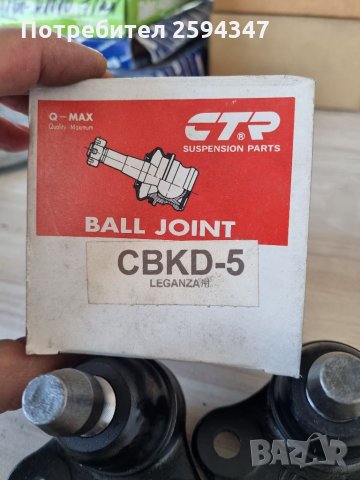 Потребител 2594347
Q-MAX
Quality Maximum
CTR®
SUSPENSION PARTS
BALL JOINT
CBKD-5
LEGANZA用
BAZAR